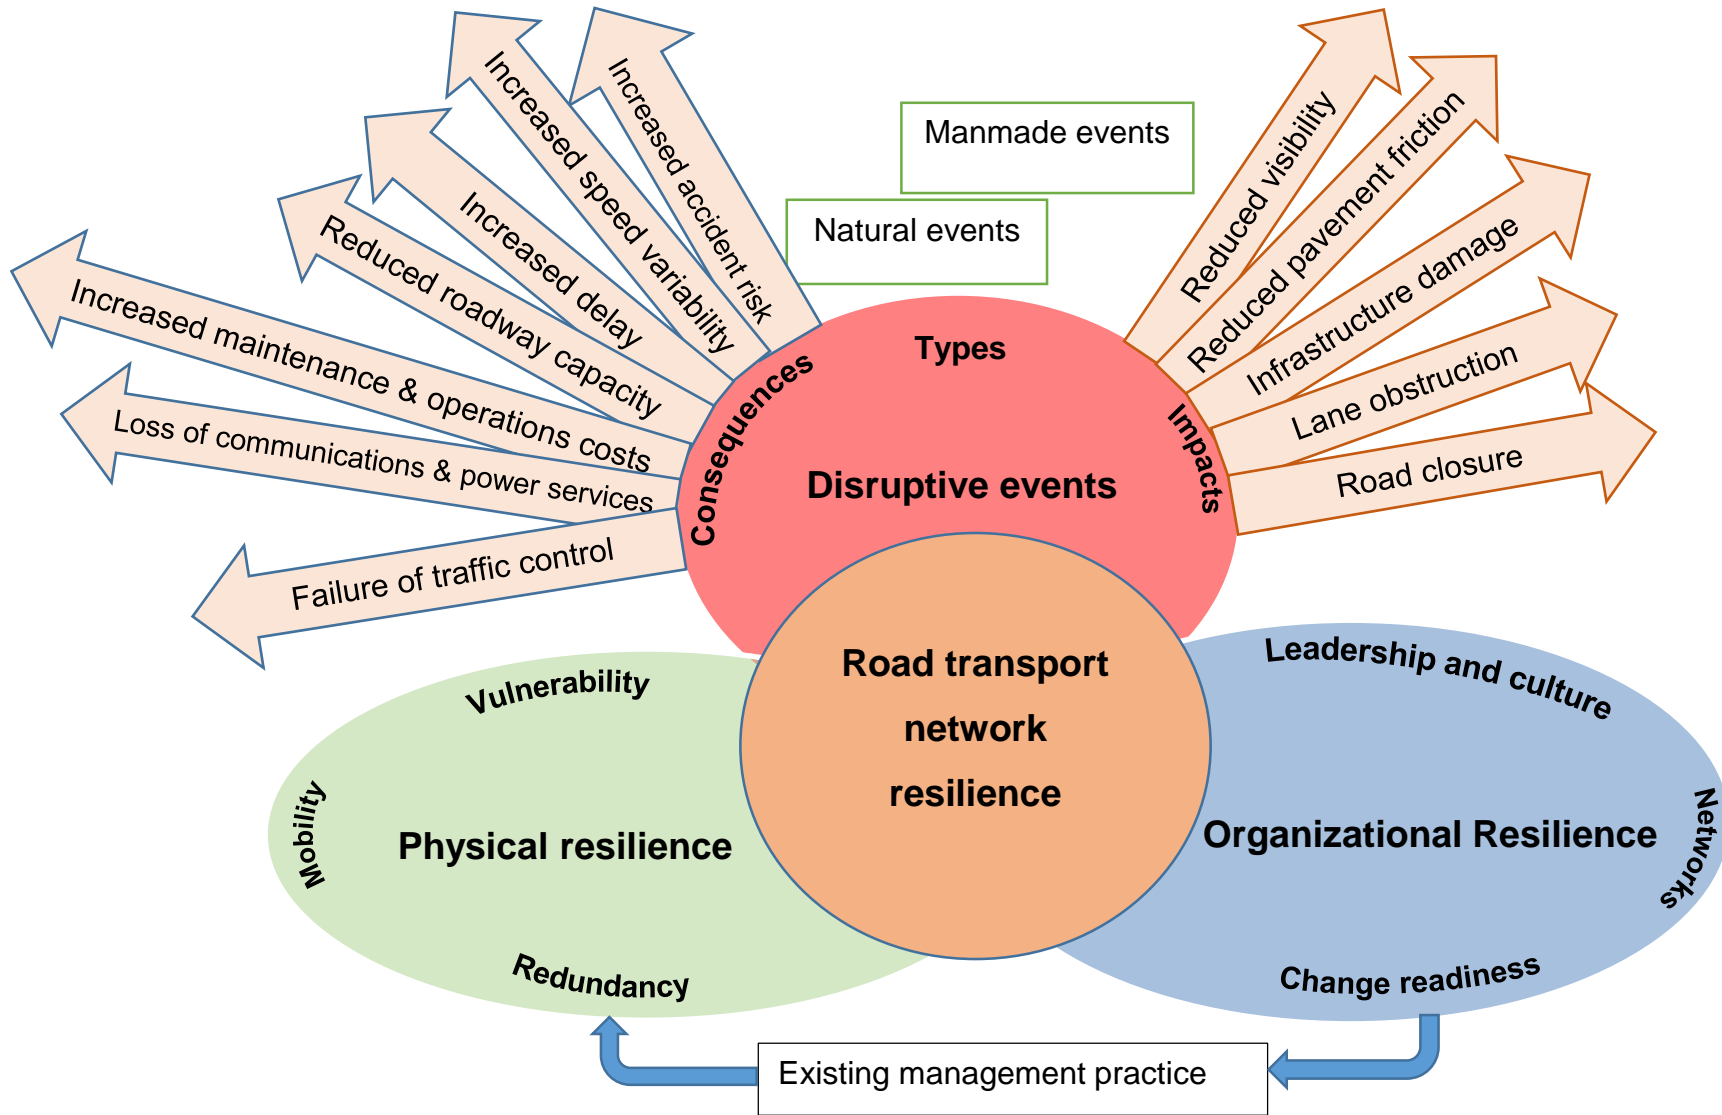 Increased accident risk
Increased speed variability
Increased delay
Reduced roadway capacity
Increased maintenance & operations costs
Loss of communications & power services
Failure of traffic control
Manmade events
Natural events
Reduced visibility
Reduced pavement friction
Infrastructure damage
Lane obstruction
Road closure
Types
Consequences
Impacts
Disruptive events
Road transport
network
resilience
Vulnerability
Mobility
Physical resilience
Redundancy
Leadership and culture
Networks
Organizational Resilience
Change readiness
Existing management practice